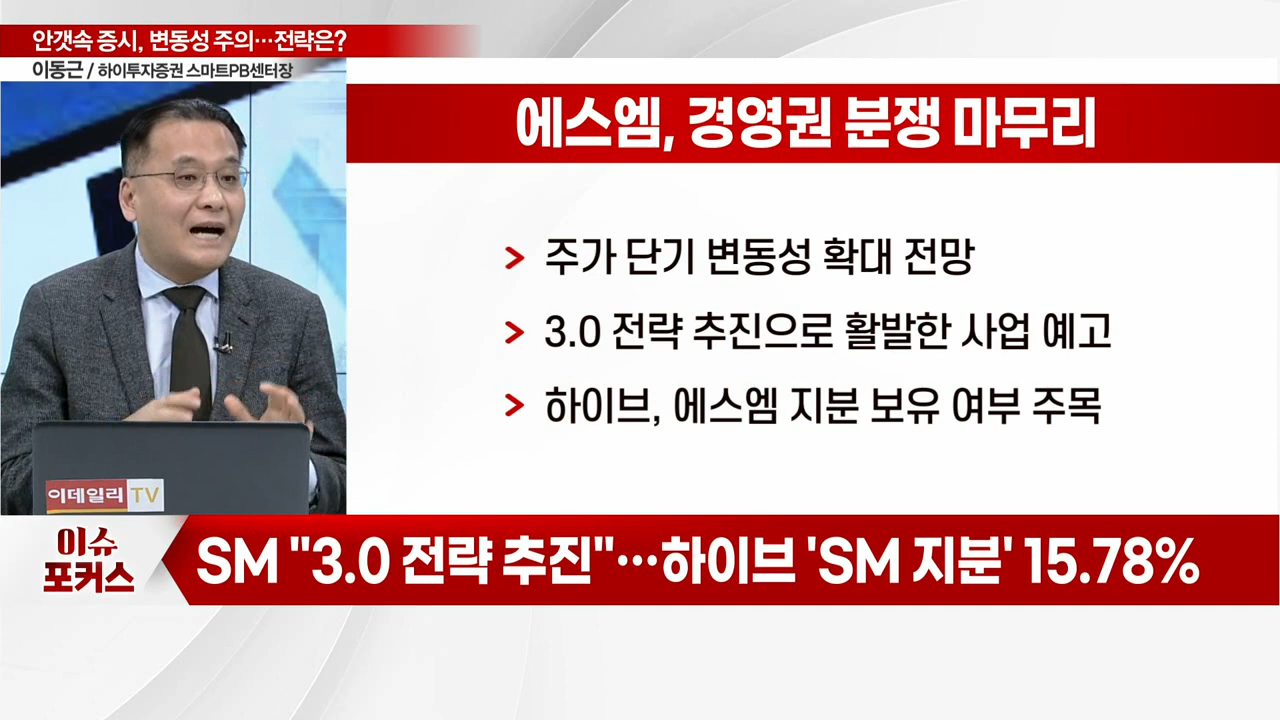 안갯속 증시, 변동성 주의…전략은?
이동근 / 하이투자증권 스마트PB센터장
에스엠, 경영권 분쟁 마무리
> 주가 단기 변동성 확대 전망
> 3.0 전략 추진으로 활발한 사업 예고
> 하이브, 에스엠 지분 보유 여부 주목
이데일리 TV
이슈
포커스
SM "3.0 전략 추진"…하이브 'SM 지분' 15.78%